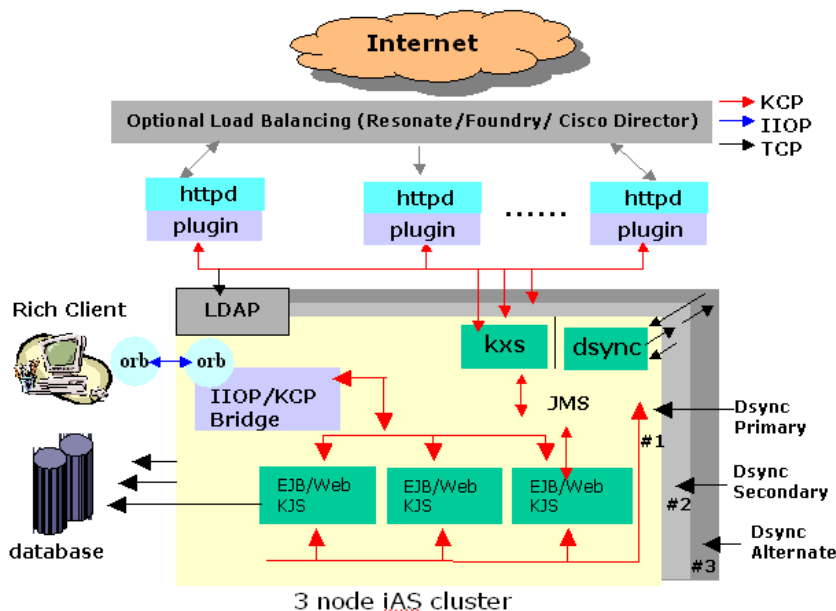 Internet
Optional Load Balancing (Resonate/Foundry/ Cisco Director)
KCP
IIOP
TCP
httpd
plugin
httpd
plugin
......
httpd
plugin
LDAP
Rich Client
orb
orb
kxs
dsync
IIOP/KCP
Bridge
JMS
#1
Dsync
Primary
EJB/Web
KJS
EJB/Web
KJS
EJB/Web
KJS
#2
Dsync
Secondary
database
#3
Dsync
Alternate
3 node iAS cluster